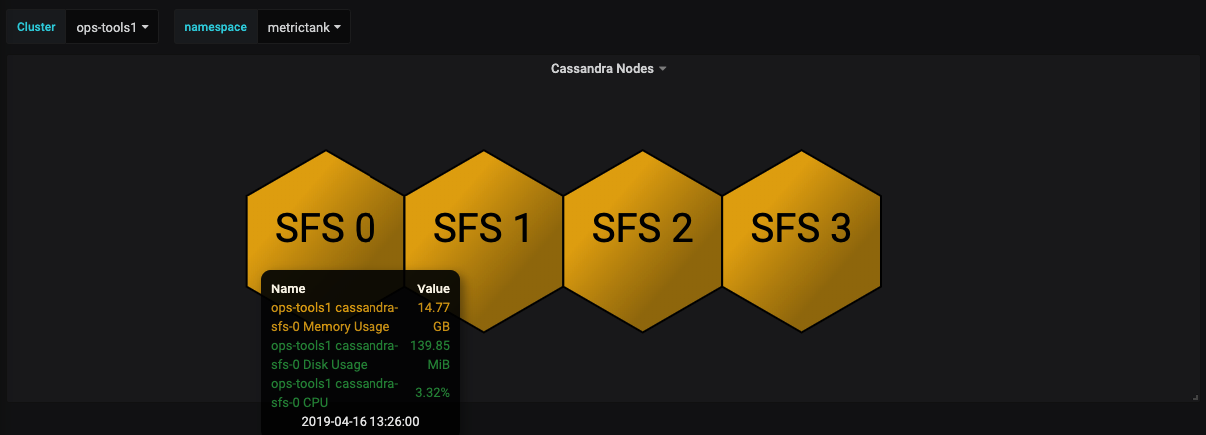 Cluster ops-tools1 namespace metrictank
Cassandra Nodes
SFS 0 SFS 1 SFS 2 SFS 3
Name Value
ops-tools1 cassandra- 14.77
sfs-0 Memory Usage GB
ops-tools1 cassandra- 139.85
sfs-0 Disk Usage MiB
ops-tools1 cassandra-
sfs-0 CPU 3.32%
2019-04-16 13:26:00